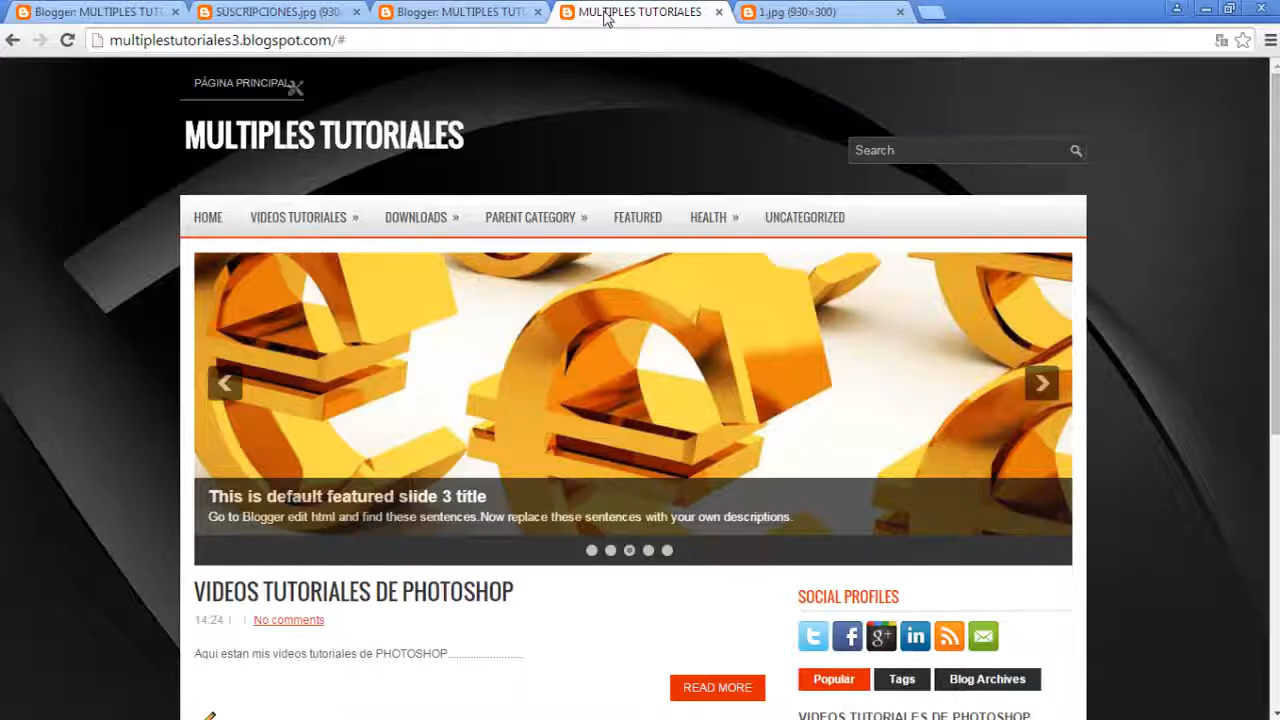 Blogger: MULTIPLES TUT
SUSCRIPCIONES.jpg (930
Blogger: MULTIPLES TUT
MULTIPLES TUTORIALES
1.jpg (930×300)
multiplestutoriales3.blogspot.com/#
PÁGINA PRINCIPAL
MULTIPLES TUTORIALES
Search
HOME
VIDEOS TUTORIALES »
DOWNLOADS »
PARENT CATEGORY »
FEATURED
HEALTH »
UNCATEGORIZED
This is default featured slide 3 title
Go to Blogger edit html and find these sentences.Now replace these sentences with your own descriptions.
VIDEOS TUTORIALES DE PHOTOSHOP
14:24
No comments
Aqui estan mis videos tutoriales de PHOTOSHOP..........................
READ MORE
SOCIAL PROFILES
Popular
Tags
Blog Archives
VIDEOS TUTORIALES DE PHOTOSHOP